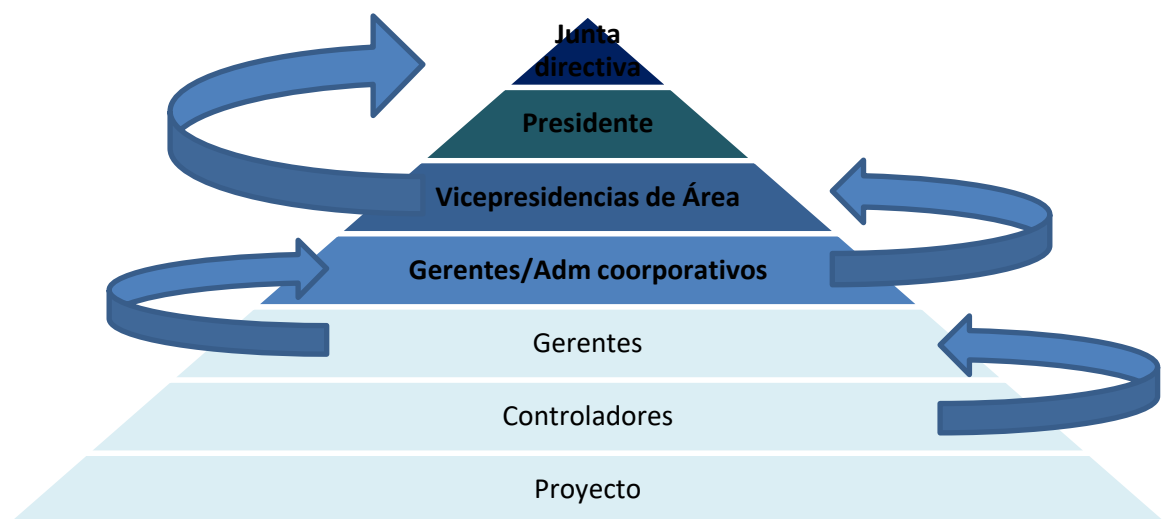 Junta
directiva
Presidente
Vicepresidencias de Área
Gerentes/Adm coorporativos
Gerentes
Controladores
Proyecto